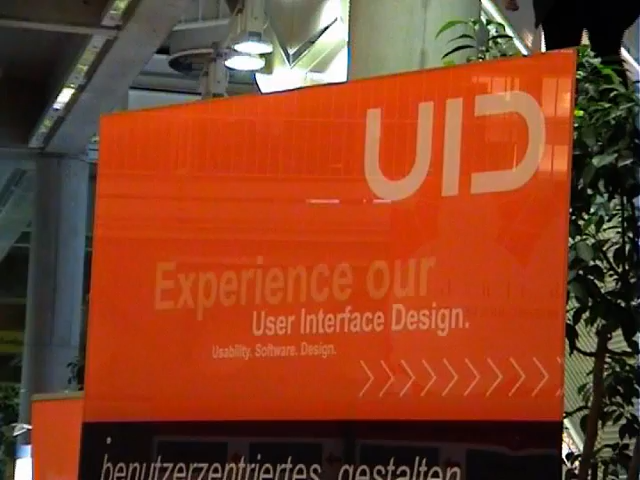 UID
Experience our
User Interface Design.
Usability. Software. Design.
benutzerzentriertes gestalten